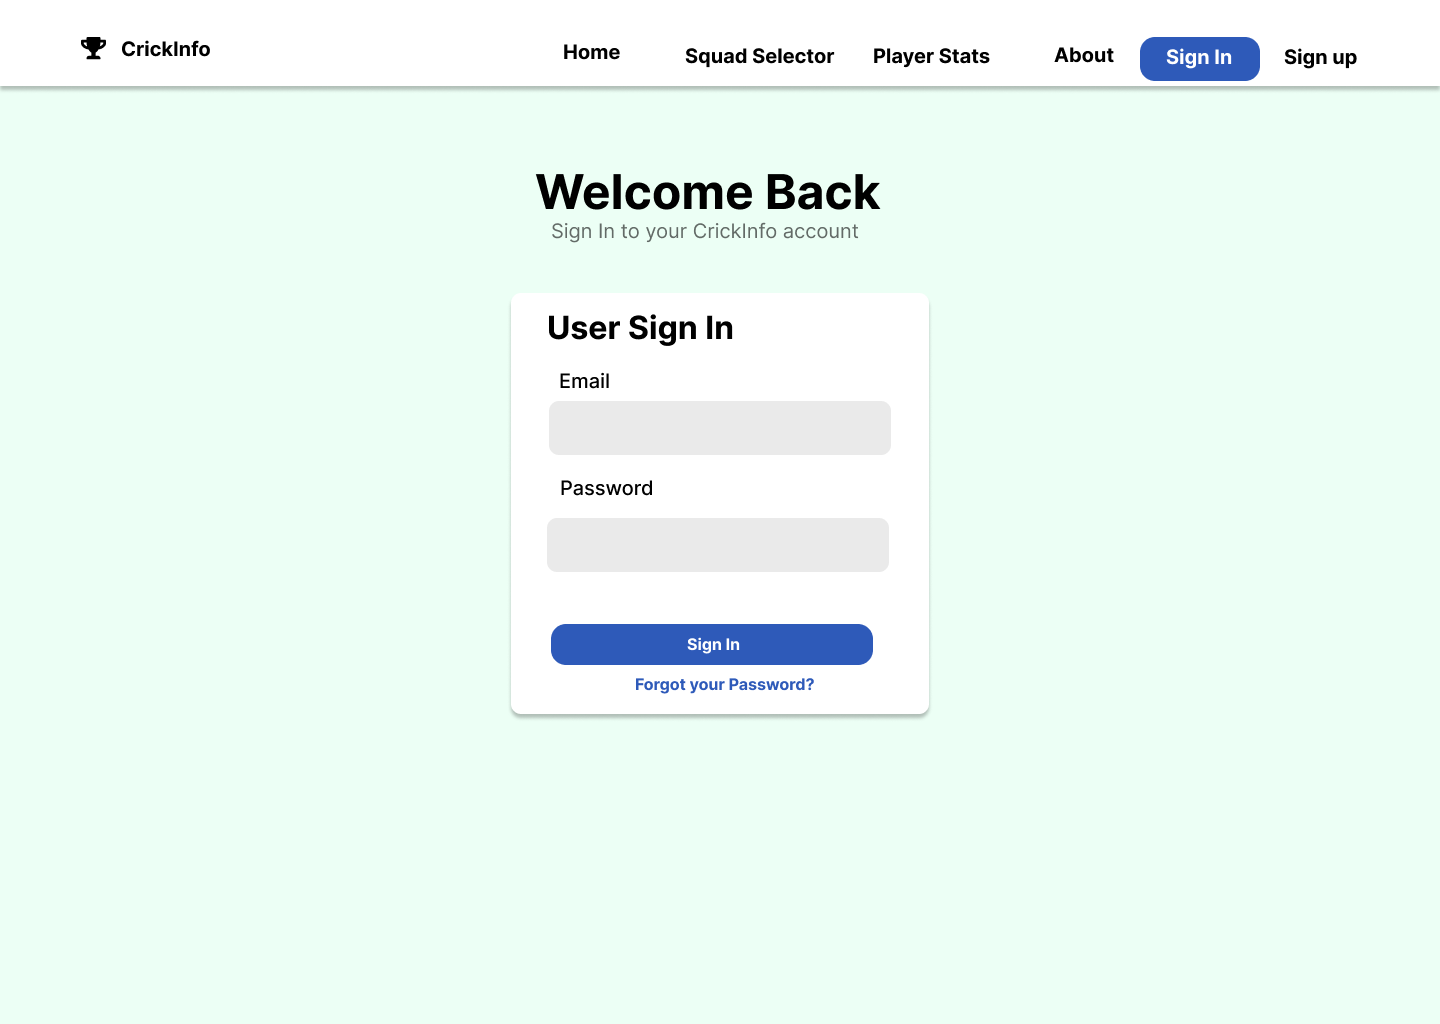 CrickInfo
Home
Squad Selector
Player Stats
About
Sign In
Sign up
Welcome Back
Sign In to your CrickInfo account
User Sign In
Email
Password
Sign In
Forgot your Password?